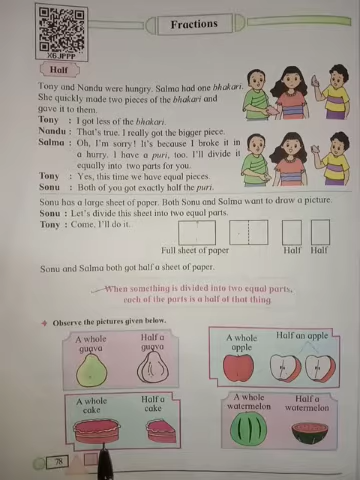 Fractions
X6JFPP
Half
Tony and Nandu were hungry. Salma had one bhakari.
She quickly made two pieces of the bhakari and
gave it to them.
Tony : I got less of the bhakari.
Nandu : That's true. I really got the bigger piece.
Salma : Oh, I'm sorry! It's because I broke it in
a hurry. I have a puri, too. I'll divide it
equally into two parts for you.
Tony : Yes, this time we have equal pieces.
Sonu : Both of you got exactly half the puri.
Sonu has a large sheet of paper. Both Sonu and Salma want to draw a picture.
Sonu : Let's divide this sheet into two equal parts.
Tony : Come, I'll do it.
Full sheet of paper Half Half
Sonu and Salma both got half a sheet of paper.
When something is divided into two equal parts,
each of the parts is a half of that thing.
Observe the pictures given below.
A whole guava
Half a guava
A whole apple
Half an apple
A whole cake
Half a cake
A whole watermelon
Half a watermelon
78